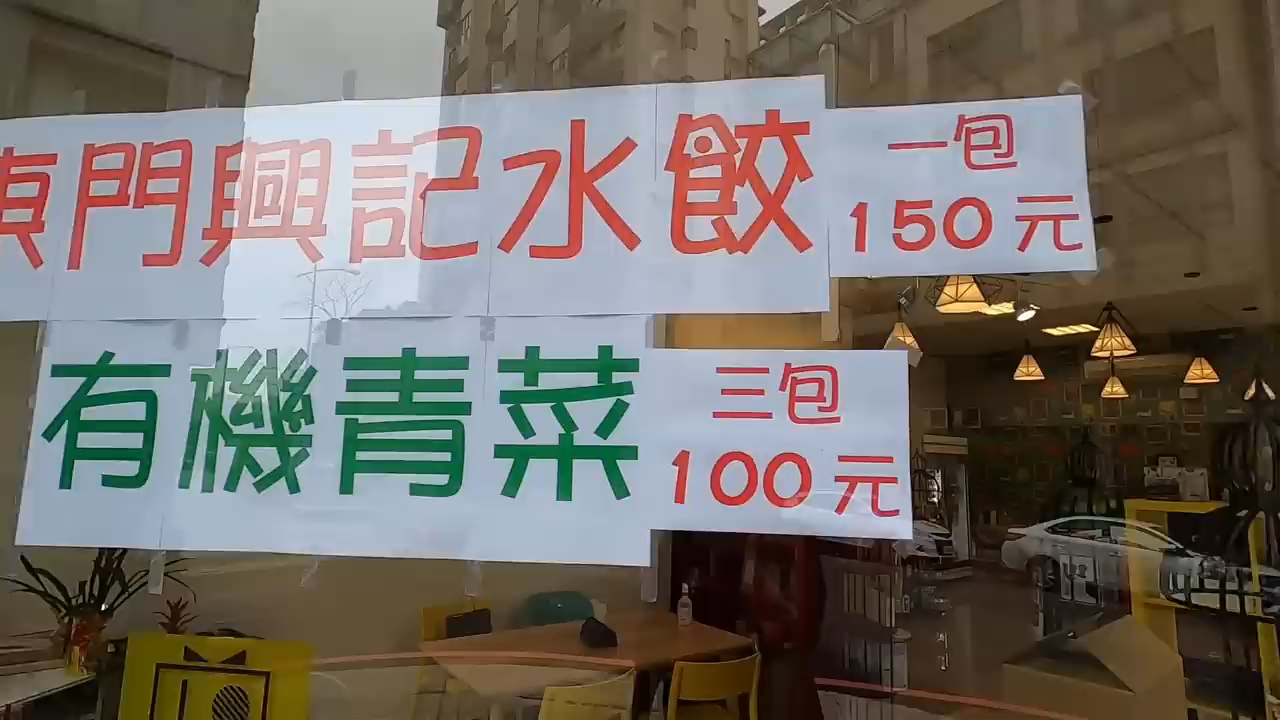 東門興記水餃
一包
150元
有機青菜
三包
100元